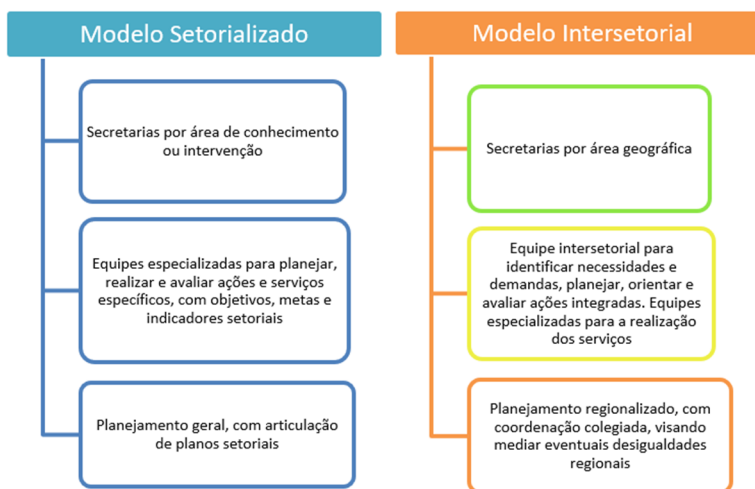 Modelo Setorializado
Secretarias por área de conhecimento
ou intervenção
Equipes especializadas para planejar,
realizar e avaliar ações e serviços
específicos, com objetivos, metas e
indicadores setoriais
Planejamento geral, com articulação
de planos setoriais
Modelo Intersetorial
Secretarias por área geográfica
Equipe intersetorial para
identificar necessidades e
demandas, planejar, orientar e
avaliar ações integradas. Equipes
especializadas para a realização
dos serviços
Planejamento regionalizado, com
coordenação colegiada, visando
mediar eventuais desigualdades
regionais